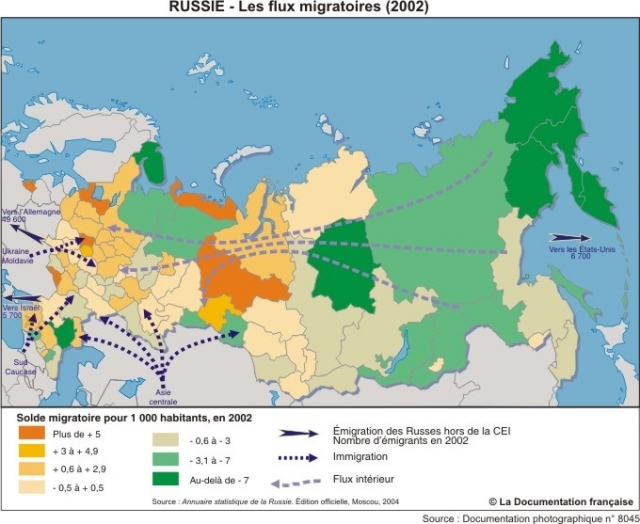 RUSSIE - Les flux migratoires (2002)
Vers l'Allemagne
49 600
Ukraine
Moldavie
Vers Israël
5 700
Sud
Caucase
Asie
centrale
Vers les États-Unis
6 700
Solde migratoire pour 1 000 habitants, en 2002
Plus de + 5
+ 3 à + 4,9
+ 0,6 à + 2,9
- 0,5 à + 0,5
- 0,6 à - 3
- 3,1 à - 7
Au-delà de - 7
Émigration des Russes hors de la CEI
Nombre d'émigrants en 2002
Immigration
Flux intérieur
Source : Annuaire statistique de la Russie. Édition officielle, Moscou, 2004
© La Documentation française
Source : Documentation photographique n° 8045